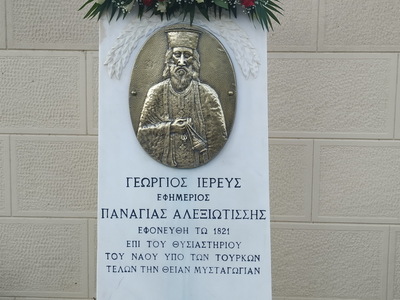 ΓΕΩΡΓΙΟΣ ΙΕΡΕΥΣ
ΕΦΗΜΕΡΙΟΣ
ΠΑΝΑΓΙΑΣ ΑΛΕΞΙΩΤΙΣΣΗΣ
ΕΦΟΝΕΥΘΗ ΤΩ 1821
ΕΠΙ ΤΟΥ ΘΥΣΙΑΣΤΗΡΙΟΥ
ΤΟΥ ΝΑΟΥ ΥΠΟ ΤΩΝ ΤΟΥΡΚΩΝ
ΤΕΛΩΝ ΤΗΝ ΘΕΙΑΝ ΜΥΣΤΑΓΩΓΙΑΝ